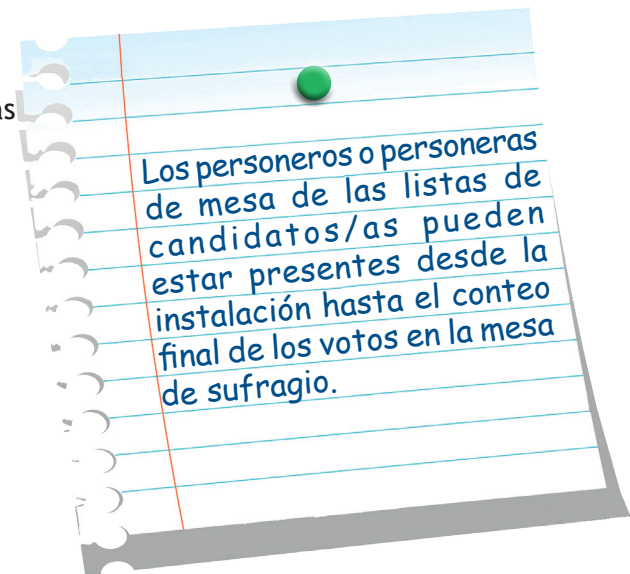 Los personeros o personeras
de mesa de las listas de
candidatos/as pueden
estar presentes desde la
instalación hasta el conteo
final de los votos en la mesa
de sufragio.